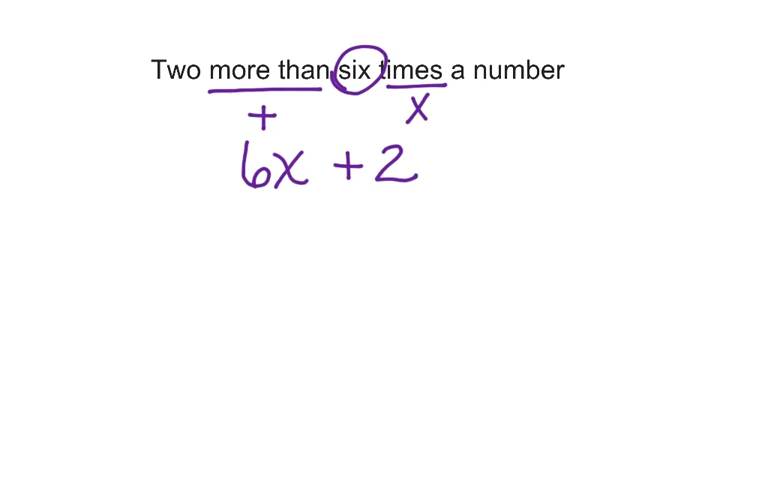 Two more than six times a number
+ x
6x + 2